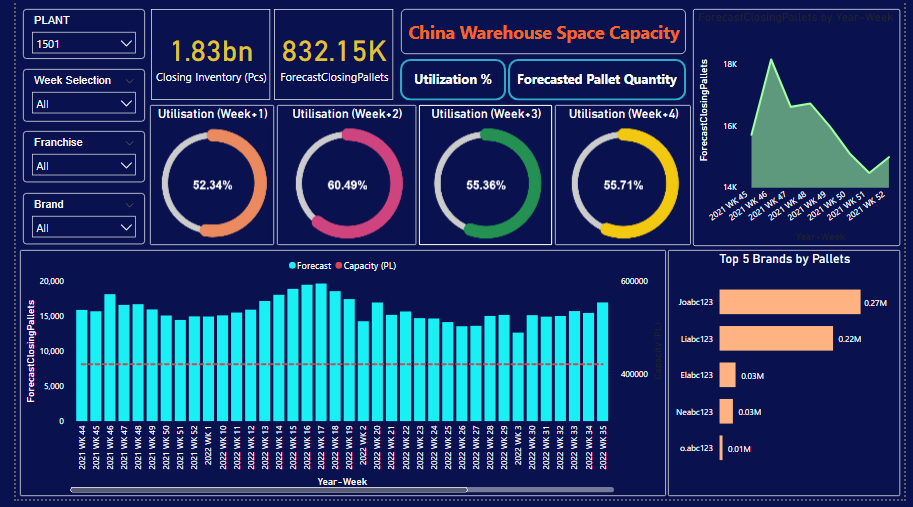 PLANT
1501
Week Selection
All
Franchise
All
Brand
All
1.83bn
Closing Inventory (Pcs)
832.15K
ForecastClosingPallets
China Warehouse Space Capacity
Utilization %
Forecasted Pallet Quantity
Utilisation (Week+1)
52.34%
Utilisation (Week+2)
60.49%
Utilisation (Week+3)
55.36%
Utilisation (Week+4)
55.71%
ForecastClosingPallets by Year-Week
ForecastClosingPallets
18K
16K
14K
2021 WK 45
2021 WK 46
2021 WK 47
2021 WK 48
2021 WK 49
2021 WK 50
2021 WK 51
2021 WK 52
Year-Week
Forecast
Capacity (PL)
ForecastClosingPallets
20,000
15,000
10,000
5,000
0
600000
400000
Capacity (PL)
2021 WK 44
2021 WK 45
2021 WK 46
2021 WK 47
2021 WK 48
2021 WK 49
2021 WK 50
2021 WK 51
2021 WK 52
2022 WK 1
2022 WK 10
2022 WK 11
2022 WK 12
2022 WK 13
2022 WK 14
2022 WK 15
2022 WK 16
2022 WK 17
2022 WK 18
2022 WK 19
2022 WK 2
2022 WK 20
2022 WK 21
2022 WK 22
2022 WK 23
2022 WK 24
2022 WK 25
2022 WK 26
2022 WK 27
2022 WK 28
2022 WK 29
2022 WK 3
2022 WK 30
2022 WK 31
2022 WK 32
2022 WK 33
2022 WK 34
2022 WK 35
Year-Week
Top 5 Brands by Pallets
Joabc123
0.27M
Liabc123
0.22M
Elabc123
0.03M
Neabc123
0.03M
o.abc123
0.01M